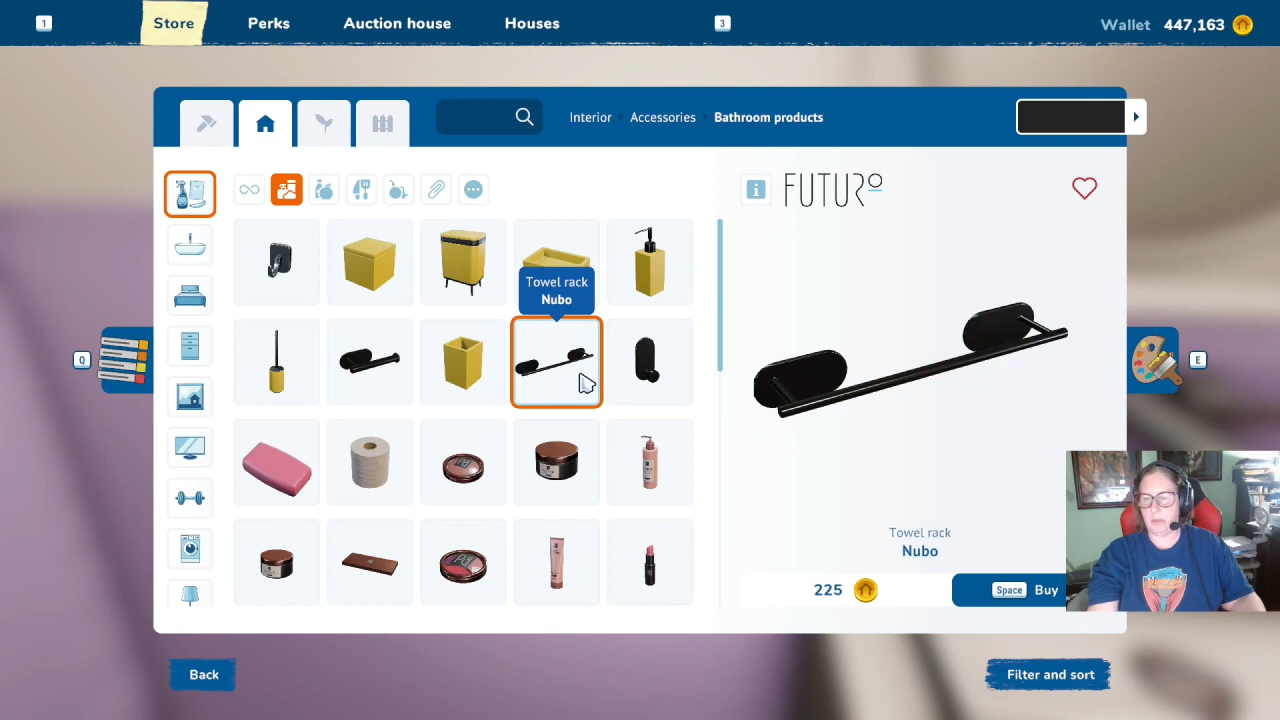 1
Store
Perks
Auction house
Houses
3
Wallet 447,163
Interior
Accessories
Bathroom products
FUTURO
Towel rack
Nubo
Q
E
Towel rack
Nubo
225
Space
Buy
Back
Filter and sort